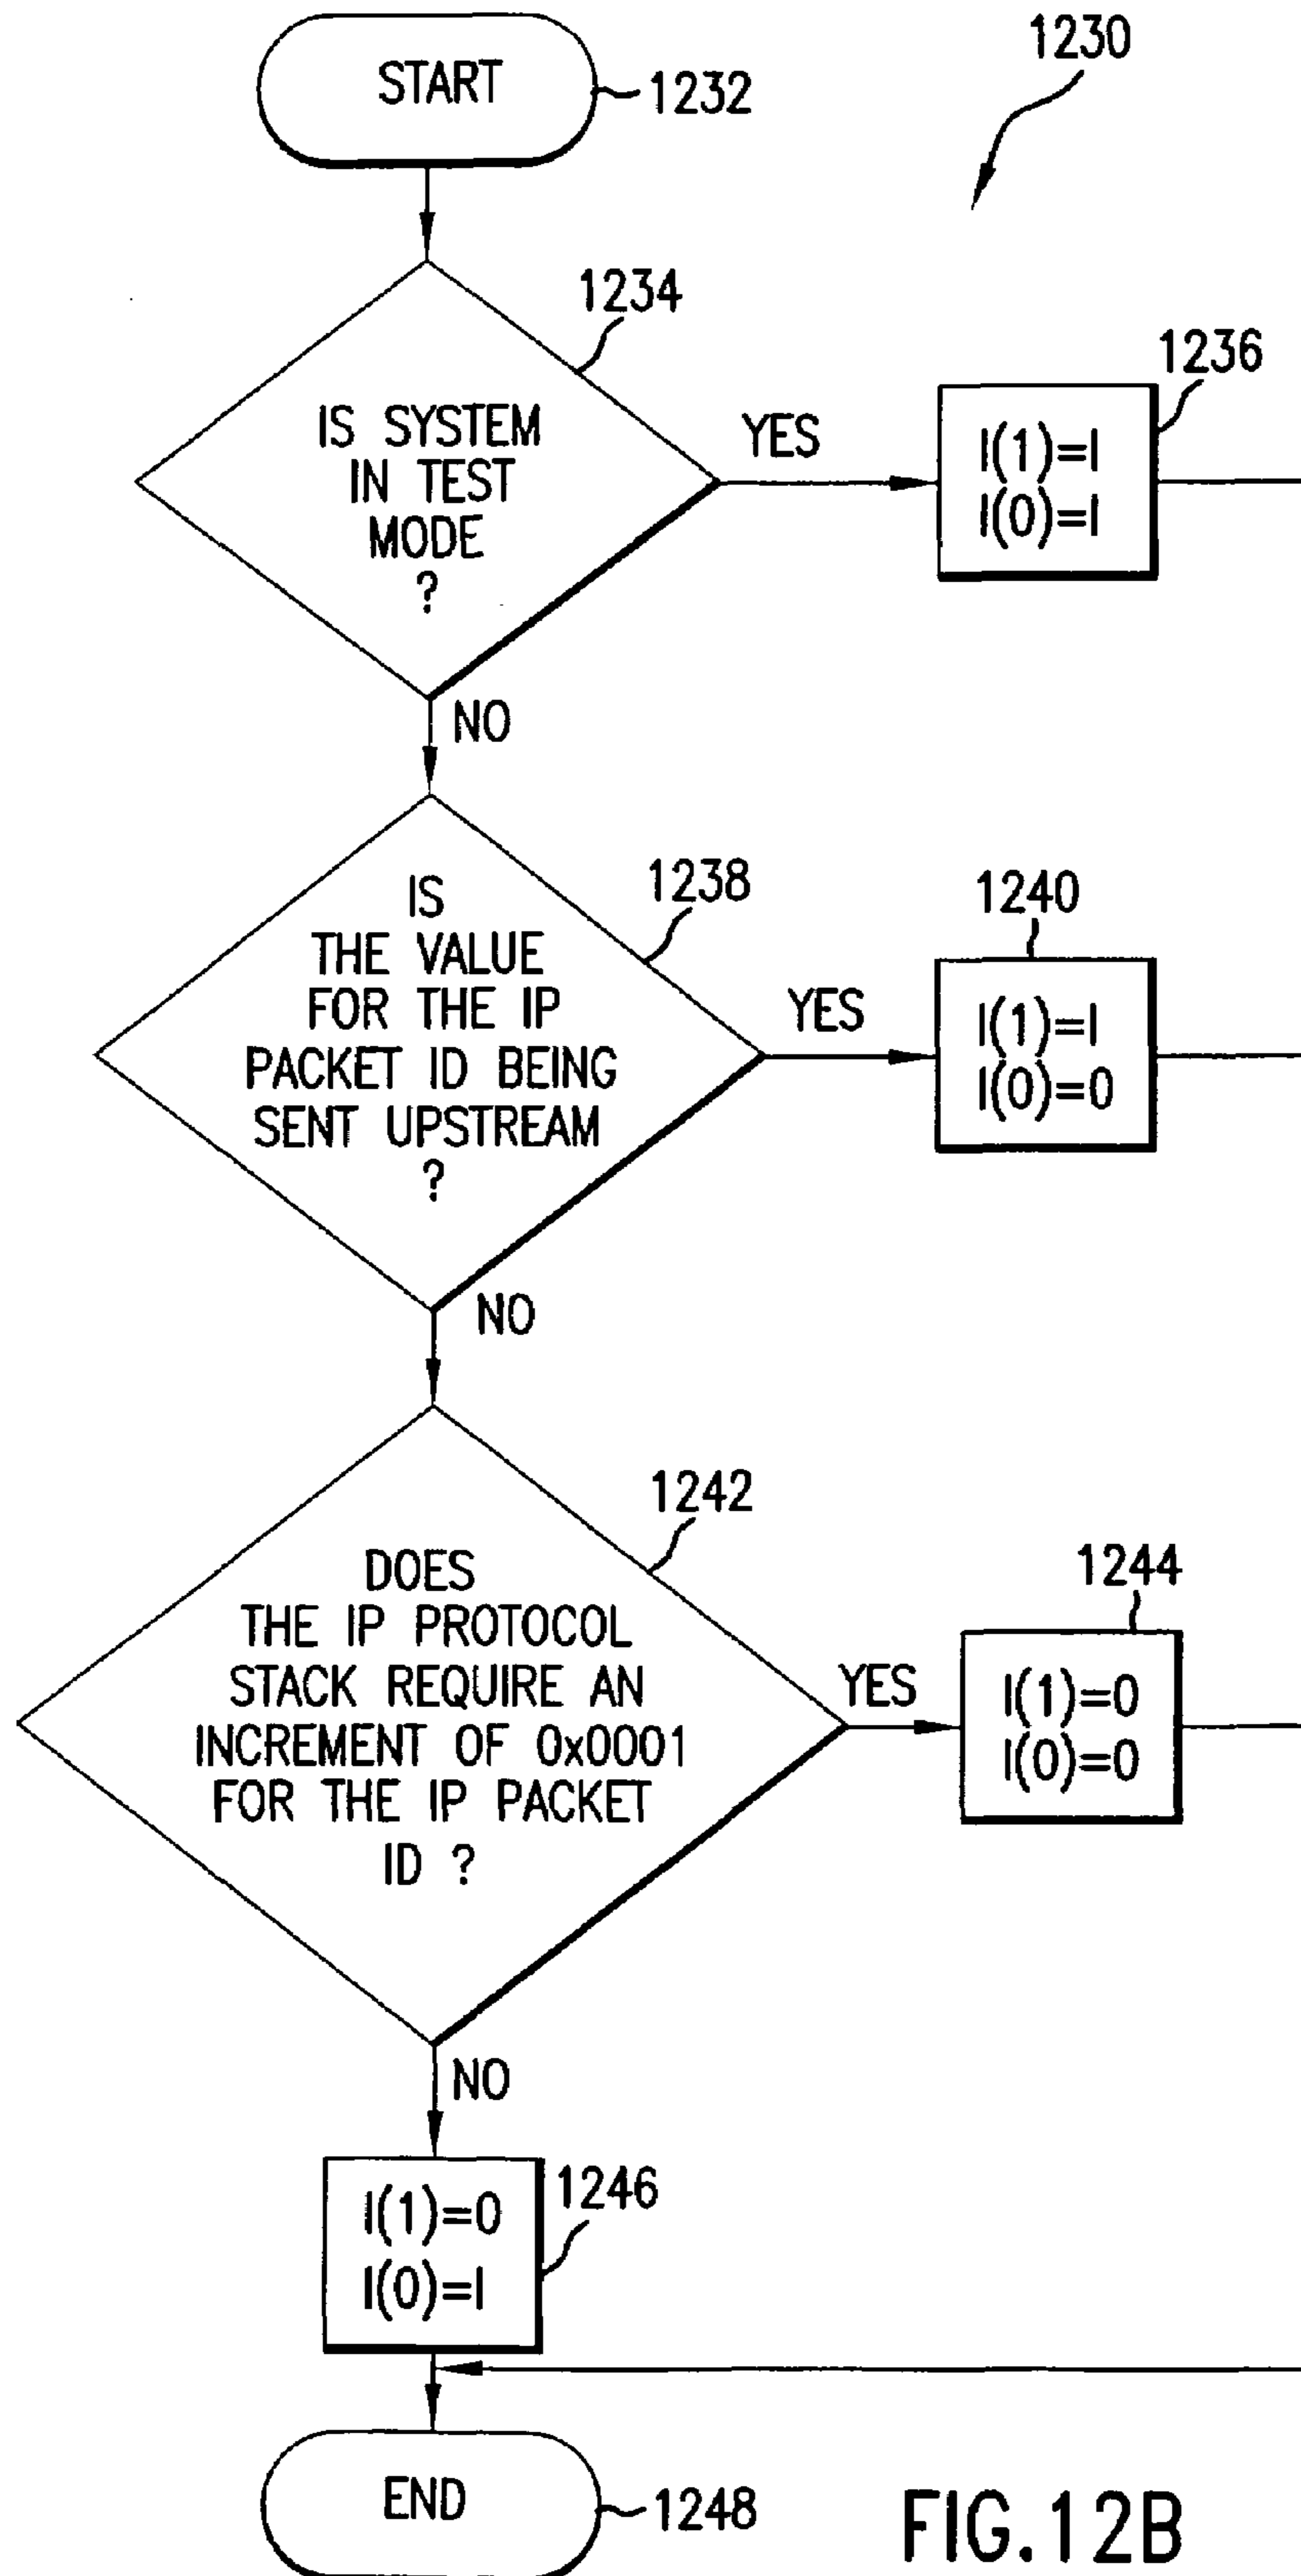 1230
START
1232
1234
IS SYSTEM
IN TEST
MODE
?
YES
1236
I(1)=I
I(0)=I
NO
1238
IS
THE VALUE
FOR THE IP
PACKET ID BEING
SENT UPSTREAM
?
YES
1240
I(1)=I
I(0)=0
NO
1242
DOES
THE IP PROTOCOL
STACK REQUIRE AN
INCREMENT OF 0x0001
FOR THE IP PACKET
ID ?
YES
1244
I(1)=0
I(0)=0
NO
1246
I(1)=0
I(0)=I
END
1248
FIG.12B